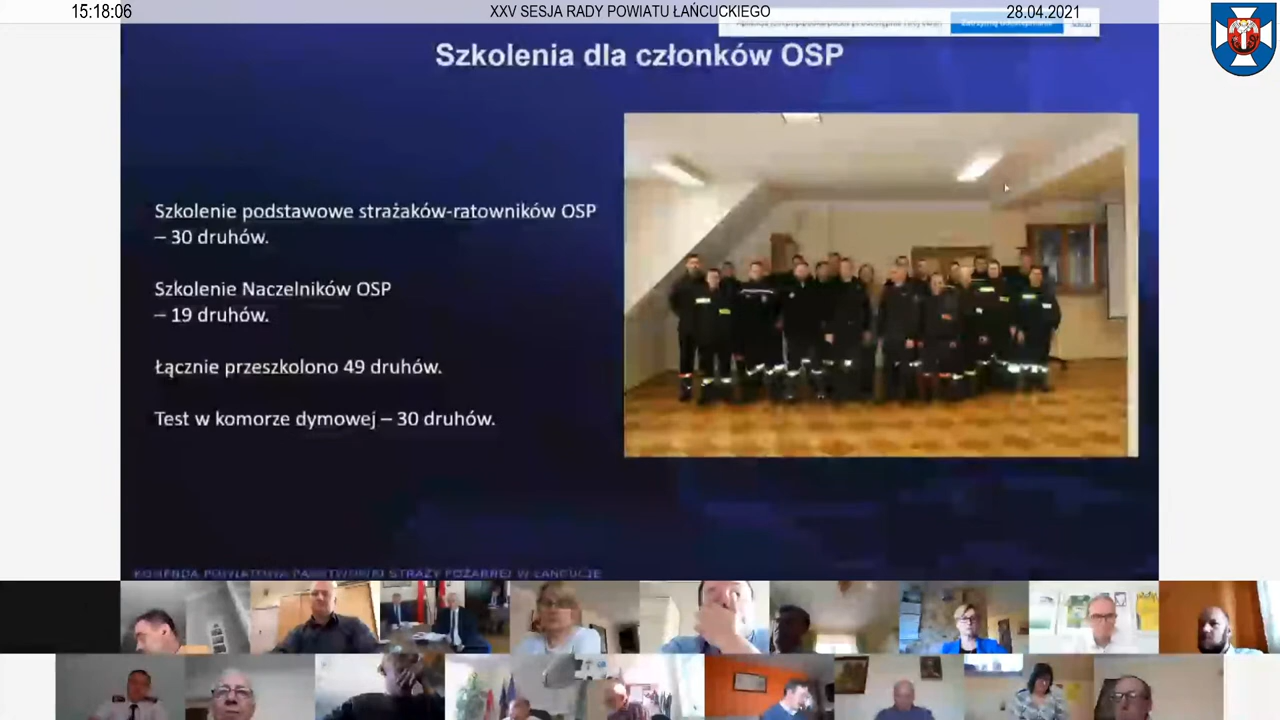 15:18:06
XXV SESJA RADY POWIATU ŁAŃCUCKIEGO
28.04.2021
Szkolenia dla członków OSP
Szkolenie podstawowe strażaków-ratowników OSP
– 30 druhów.
Szkolenie Naczelników OSP
– 19 druhów.
Łącznie przeszkolono 49 druhów.
Test w komorze dymowej – 30 druhów.
KOMENDA POWIATOWA PAŃSTWOWEJ STRAŻY POŻARNEJ W ŁAŃCUCIE